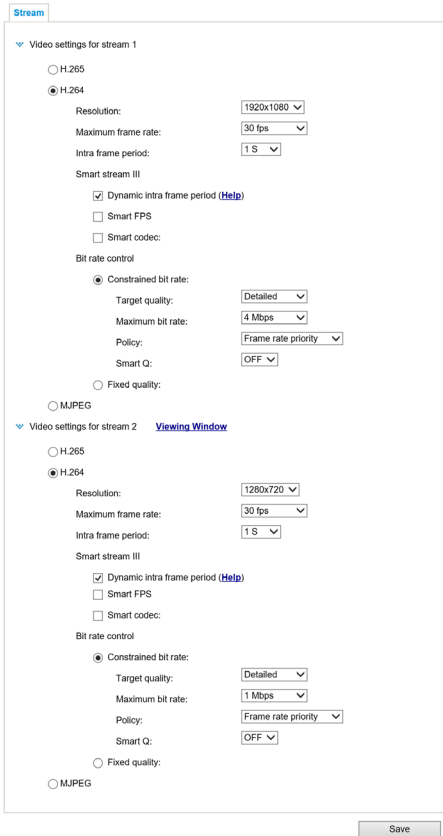 Stream
Video settings for stream 1
H.265
H.264
Resolution: 1920x1080
Maximum frame rate: 30 fps
Intra frame period: 1 S
Smart stream III
Dynamic intra frame period (Help)
Smart FPS
Smart codec:
Bit rate control
Constrained bit rate:
Target quality: Detailed
Maximum bit rate: 4 Mbps
Policy: Frame rate priority
Smart Q: OFF
Fixed quality:
MJPEG
Video settings for stream 2 Viewing Window
H.265
H.264
Resolution: 1280x720
Maximum frame rate: 30 fps
Intra frame period: 1 S
Smart stream III
Dynamic intra frame period (Help)
Smart FPS
Smart codec:
Bit rate control
Constrained bit rate:
Target quality: Detailed
Maximum bit rate: 1 Mbps
Policy: Frame rate priority
Smart Q: OFF
Fixed quality:
MJPEG
Save